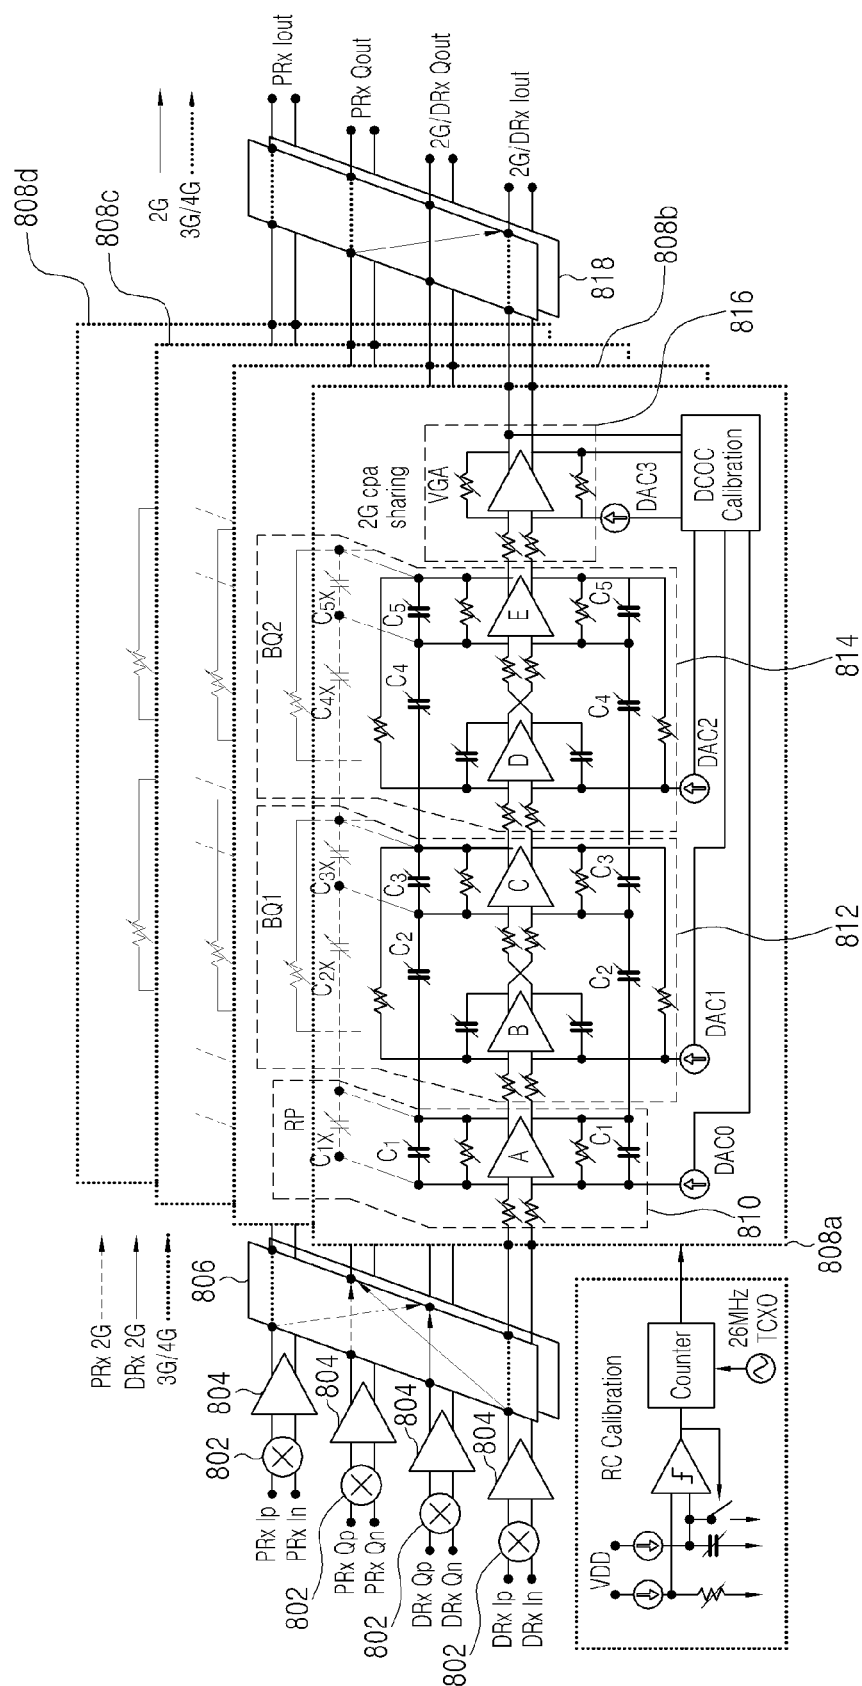 PRx 2G
DRx 2G
3G/4G
806
804
804
804
804
802
802
802
802
PRx Ip
PRx In
PRx Qp
PRx Qn
DRx Qp
DRx Qn
DRx Ip
DRx In
VDD
RC Calibration
Counter
26MHz
TCXO
808a
808b
808c
808d
2G
3G/4G
RP
BQ1
BQ2
2G cpa
sharing
VGA
C1X
C2X
C3X
C4X
C5X
C1
C2
C3
C4
C5
A
B
C
D
E
C1
C2
C3
C4
C5
DAC0
DAC1
DAC2
DAC3
DCOC
Calibration
810
812
814
816
818
PRx Iout
PRx Qout
2G/DRx Qout
2G/DRx Iout